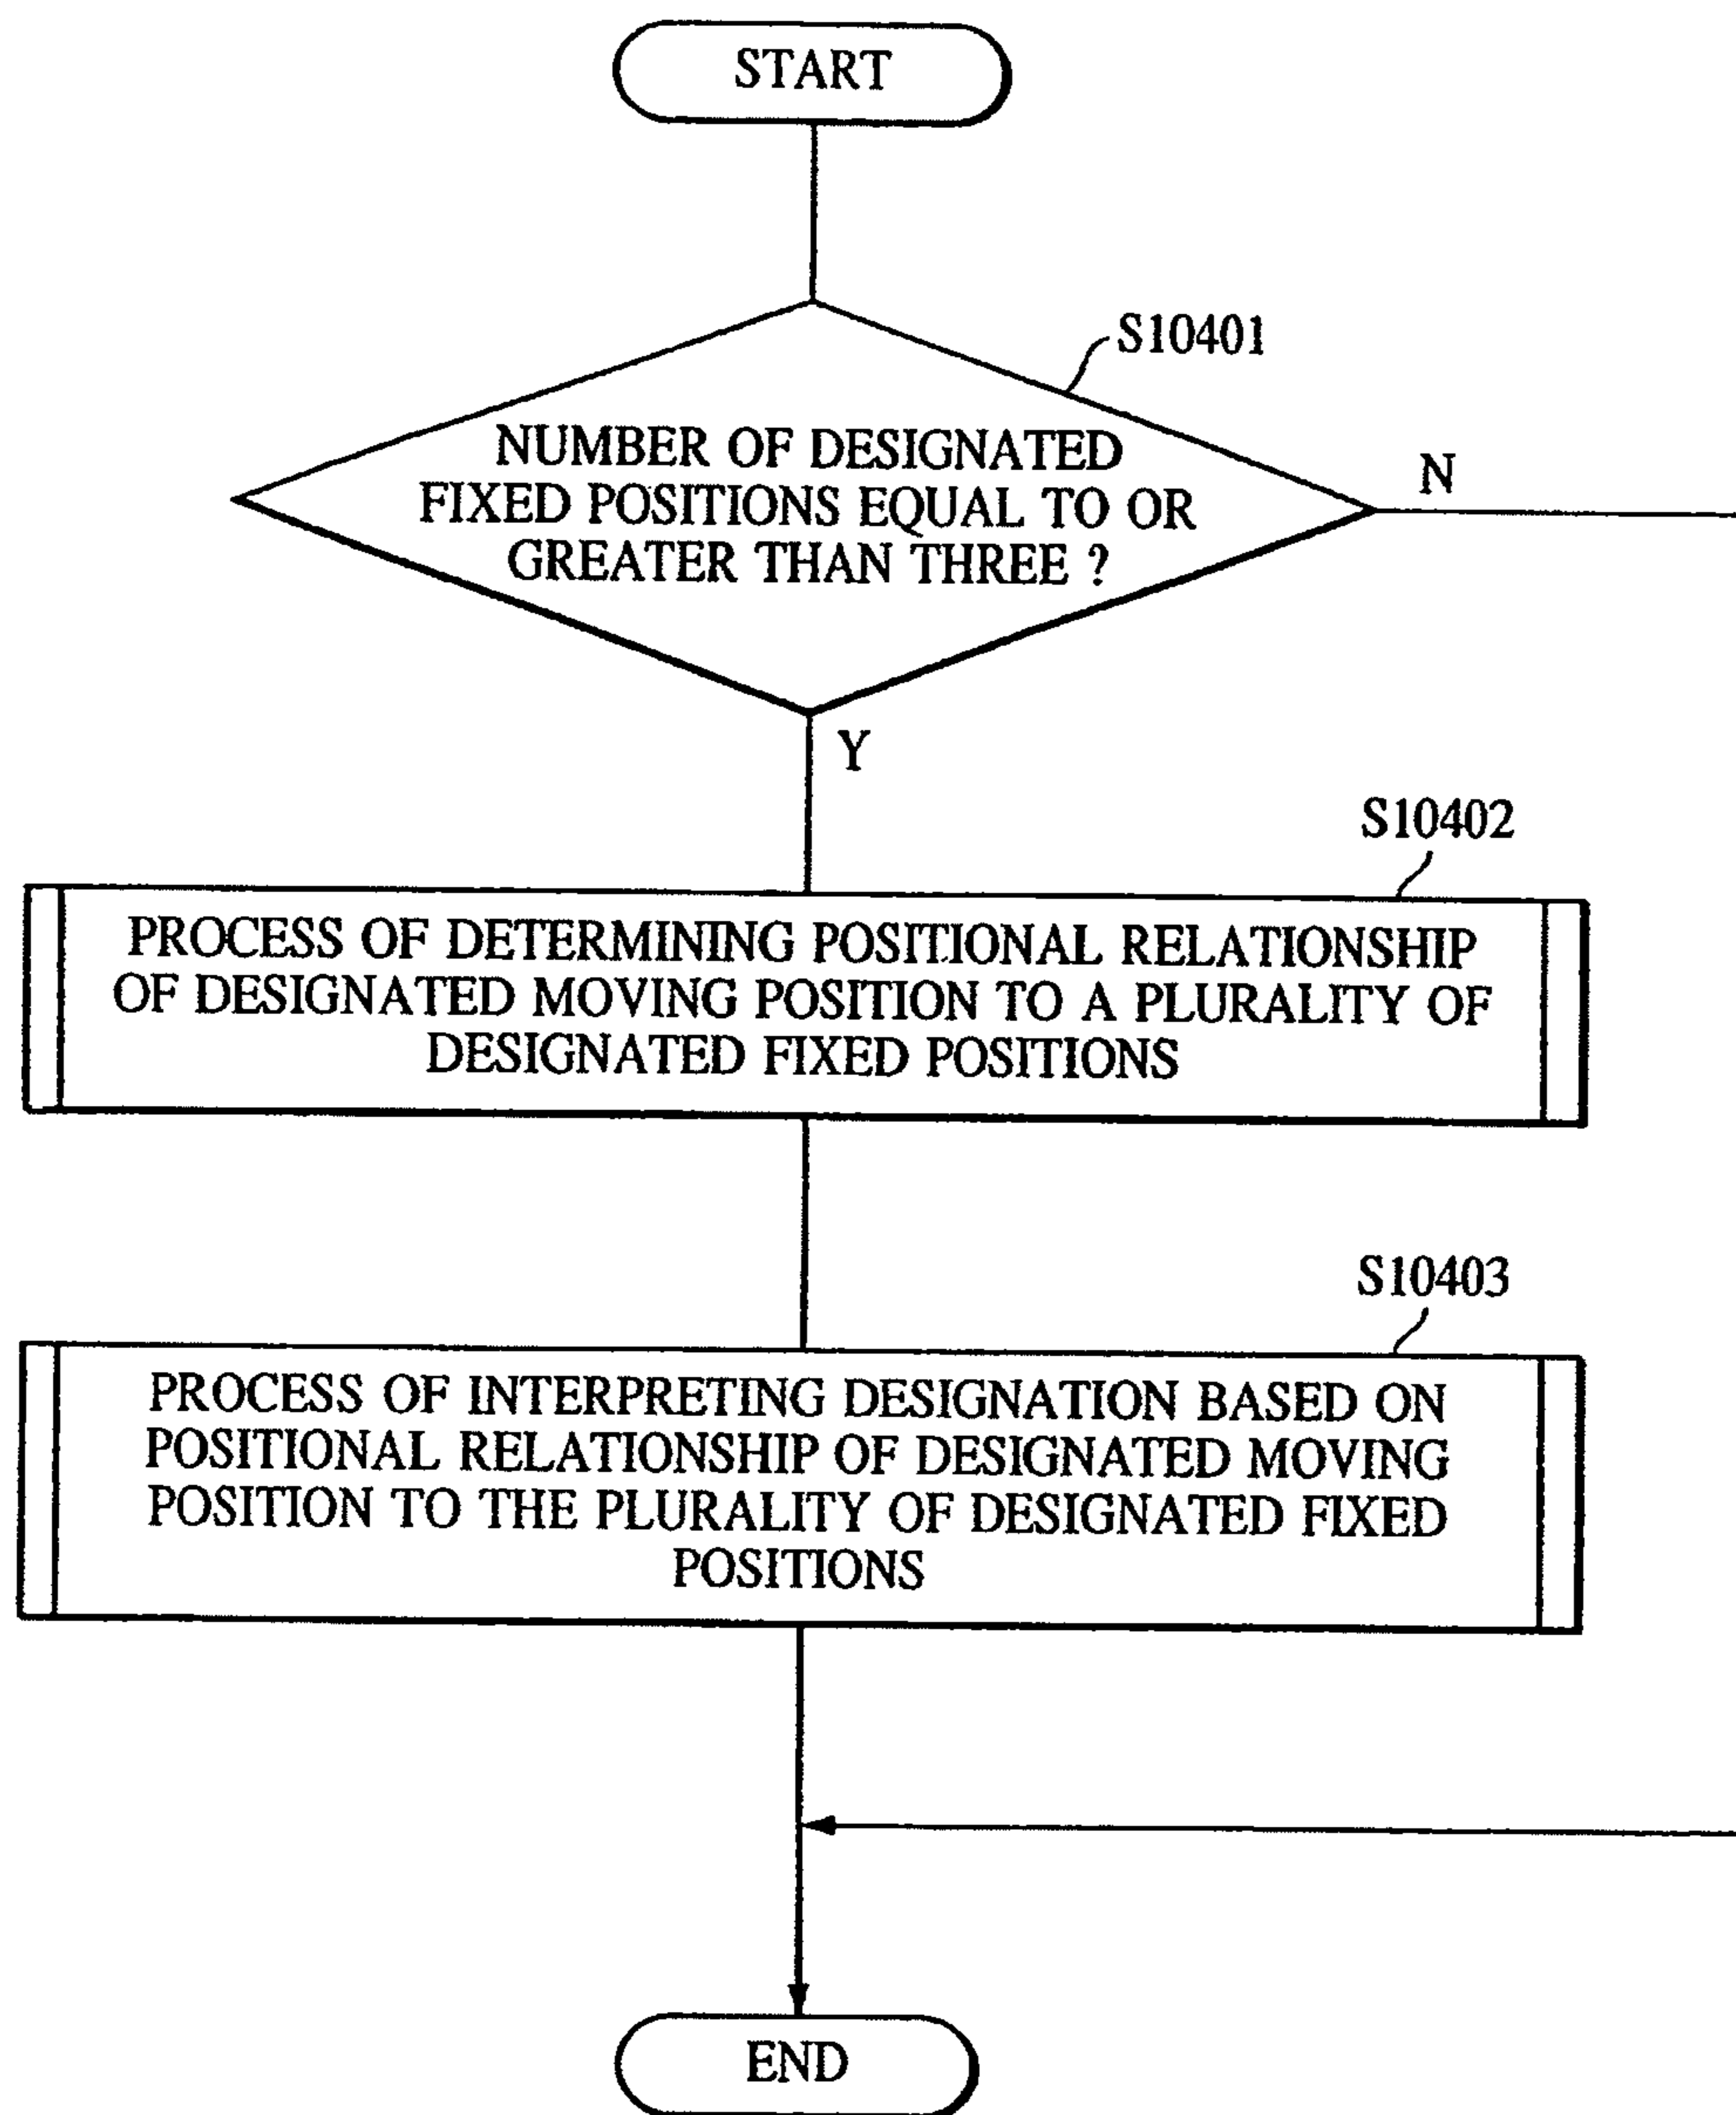 START
S10401
NUMBER OF DESIGNATED
FIXED POSITIONS EQUAL TO OR
GREATER THAN THREE ?
N
Y
S10402
PROCESS OF DETERMINING POSITIONAL RELATIONSHIP
OF DESIGNATED MOVING POSITION TO A PLURALITY OF
DESIGNATED FIXED POSITIONS
S10403
PROCESS OF INTERPRETING DESIGNATION BASED ON
POSITIONAL RELATIONSHIP OF DESIGNATED MOVING
POSITION TO THE PLURALITY OF DESIGNATED FIXED
POSITIONS
END